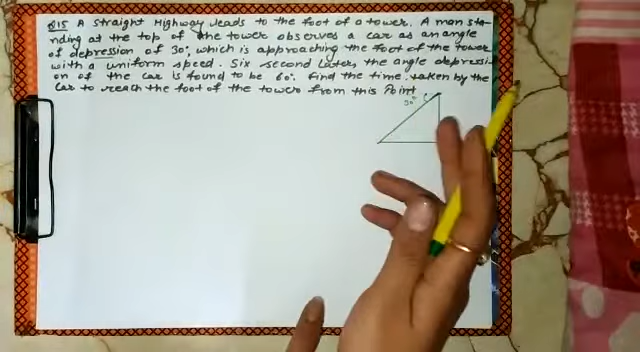 Q15 A Straight Highway leads to the foot of a tower. A man sta-
nding at the top of the tower observes a car as an angle
of depression of 30°, which is approaching the foot of the tower
with a uniform speed. Six second later, the angle depressi-
on of the car is found to be 60°. Find the time taken by the
Car to reach the foot of the tower from this Point
30°